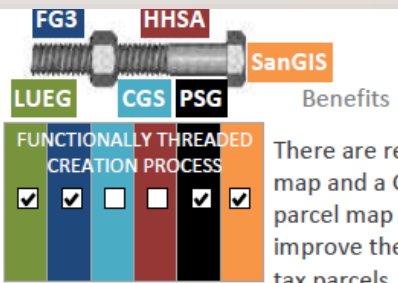 FG3 HHSA
SanGIS
LUEG CGS PSG
Benefits
FUNCTIONALLY THREADED
CREATION PROCESS
There are re
map and a
parcel map
improve the
tax parcels